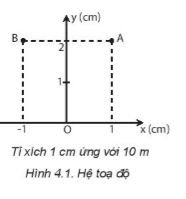 y (cm)
B
A
2
1
-1
O
1
x (cm)
Tỉ xích 1 cm ứng với 10 m
Hình 4.1. Hệ toạ độ